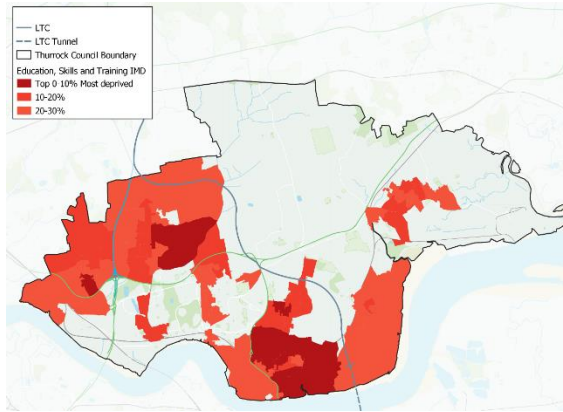 LTC
LTC Tunnel
Thurrock Council Boundary
Education, Skills and Training IMD
Top 0-10% Most deprived
10-20%
20-30%